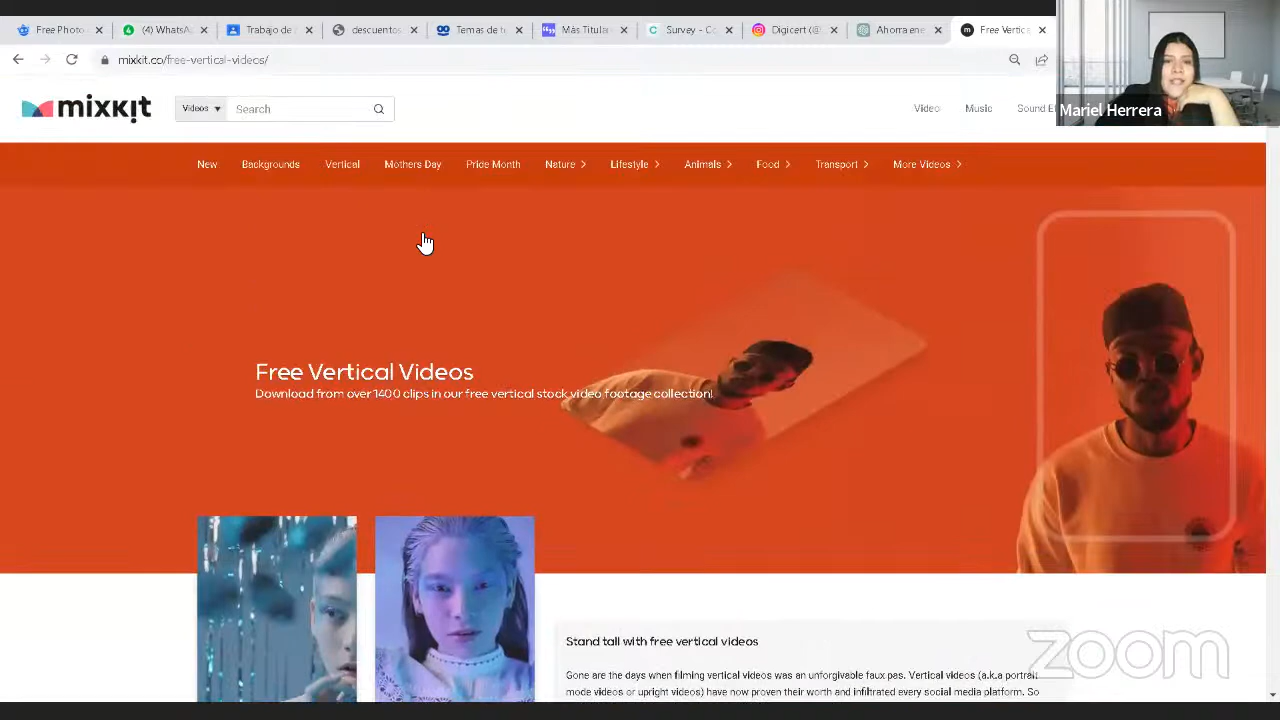 Free Photo
(4) WhatsA
Trabajo de
descuentos
Temas de t
Más Titular
Survey - C
Digicert (@
Ahorra ene
Free Vertic
mixkit.co/free-vertical-videos/
Mariel Herrera
mixkit
Videos
Search
Video
Music
Sound E
New
Backgrounds
Vertical
Mothers Day
Pride Month
Nature
Lifestyle
Animals
Food
Transport
More Videos
Free Vertical Videos
Download from over 1400 clips in our free vertical stock video footage collection!
Stand tall with free vertical videos
Gone are the days when filming vertical videos was an unforgivable faux pas. Vertical videos (a.k.a portrait
mode videos or upright videos) have now proven their worth and infiltrated every social media platform. So
zoom